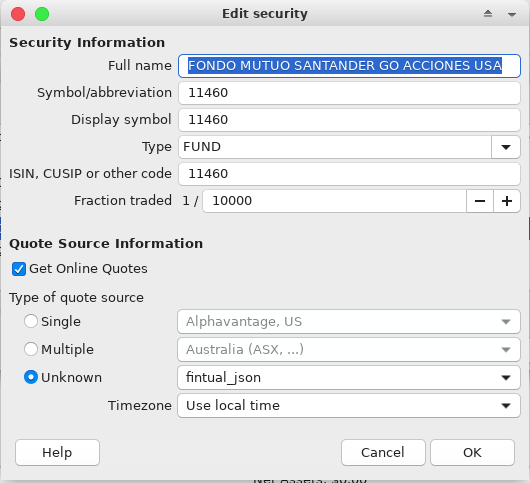 Edit security
Security Information
Full name FONDO MUTUO SANTANDER GO ACCIONES USA
Symbol/abbreviation 11460
Display symbol 11460
Type FUND
ISIN, CUSIP or other code 11460
Fraction traded 1 / 10000
Quote Source Information
Get Online Quotes
Type of quote source
Single Alphavantage, US
Multiple Australia (ASX, ...)
Unknown fintual_json
Timezone Use local time
Help Cancel OK